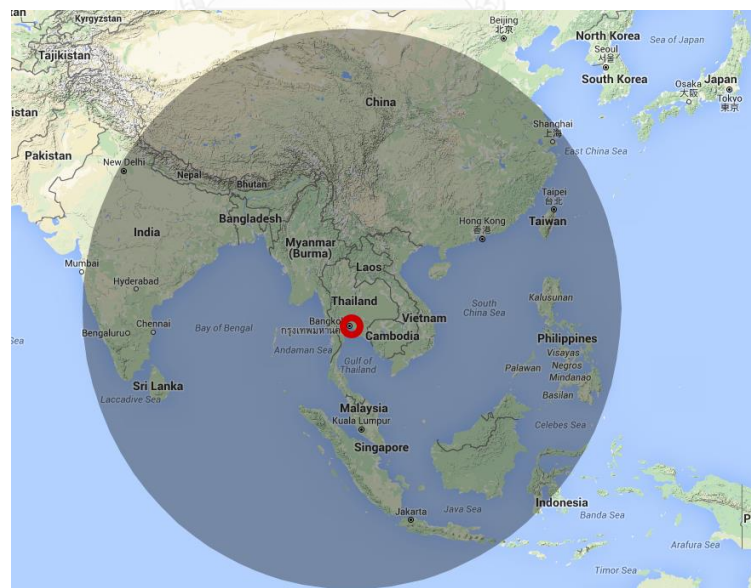 Kyrgyzstan
Beijing
北京
North Korea
Seoul
서울
Sea of Japan
Tajikistan
South Korea
Japan
Osaka
大阪
Tokyo
東京
China
istan
Shanghai
上海
East China Sea
Pakistan
New Delhi
Nepal
Bhutan
Taipei
台北
Taiwan
Bangladesh
India
Hong Kong
香港
Myanmar
(Burma)
Laos
Mumbai
Hyderabad
Thailand
South
China Sea
Kalusunan
Bangkok
Vietnam
Bengaluru
Chennai
Bay of Bengal
Cambodia
Philippines
Andaman Sea
Visayas
Gulf of
Thailand
Palawan
Negros
Mindanao
Sri Lanka
Laccadive Sea
Basilan
Malaysia
Kuala Lumpur
Celebes Sea
Singapore
Indonesia
Jakarta
Java Sea
Banda Sea
P
Arafura Sea
Timor Sea